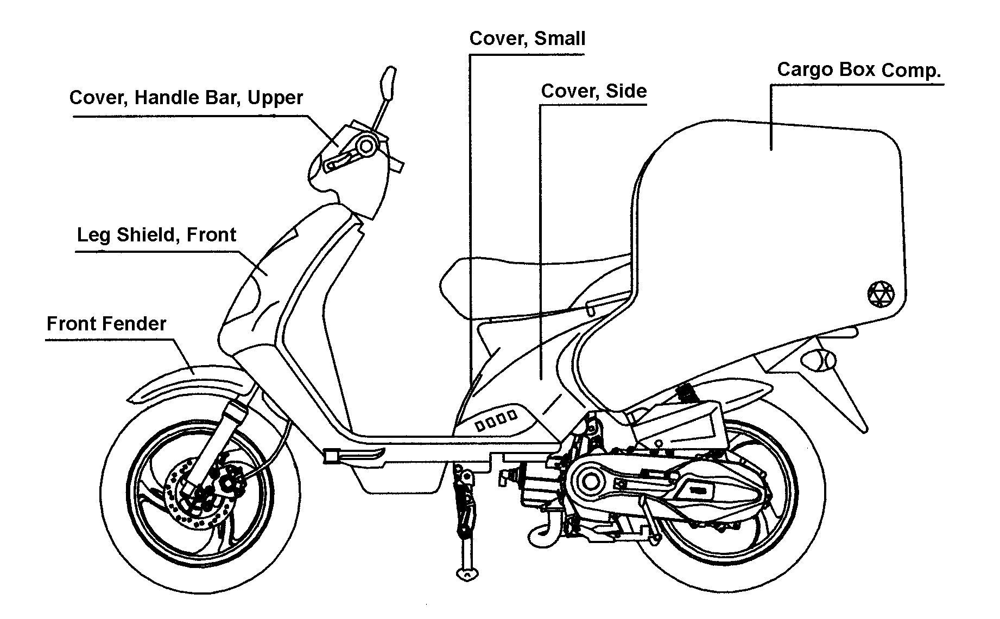 Cover, Small
Cargo Box Comp.
Cover, Side
Cover, Handle Bar, Upper
Leg Shield, Front
Front Fender